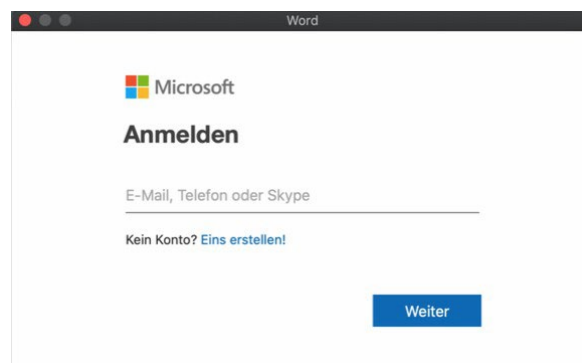 Word
Microsoft
Anmelden
E-Mail, Telefon oder Skype
Kein Konto? Eins erstellen!
Weiter